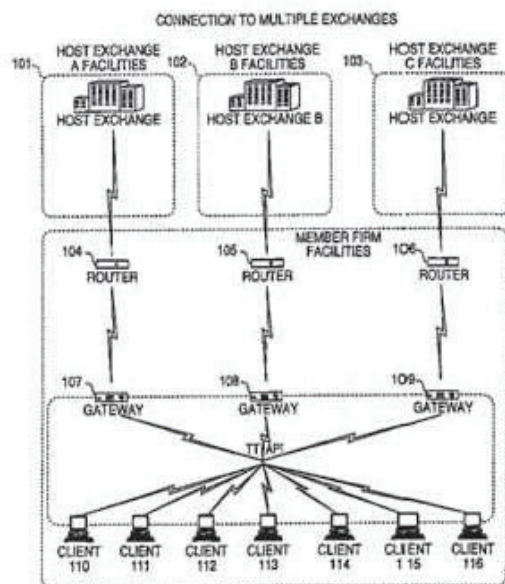 CONNECTION TO MULTIPLE EXCHANGES
101
HOST EXCHANGE
A FACILITIES
102
HOST EXCHANGE
B FACILITIES
103
HOST EXCHANGE
C FACILITIES
HOST EXCHANGE
HOST EXCHANGE B
HOST EXCHANGE
MEMBER FIRM
FACILITIES
104
ROUTER
105
ROUTER
106
ROUTER
107
GATEWAY
108
GATEWAY
109
GATEWAY
TT API
CLIENT
110
CLIENT
111
CLIENT
112
CLIENT
113
CLIENT
114
CLIENT
115
CLIENT
116